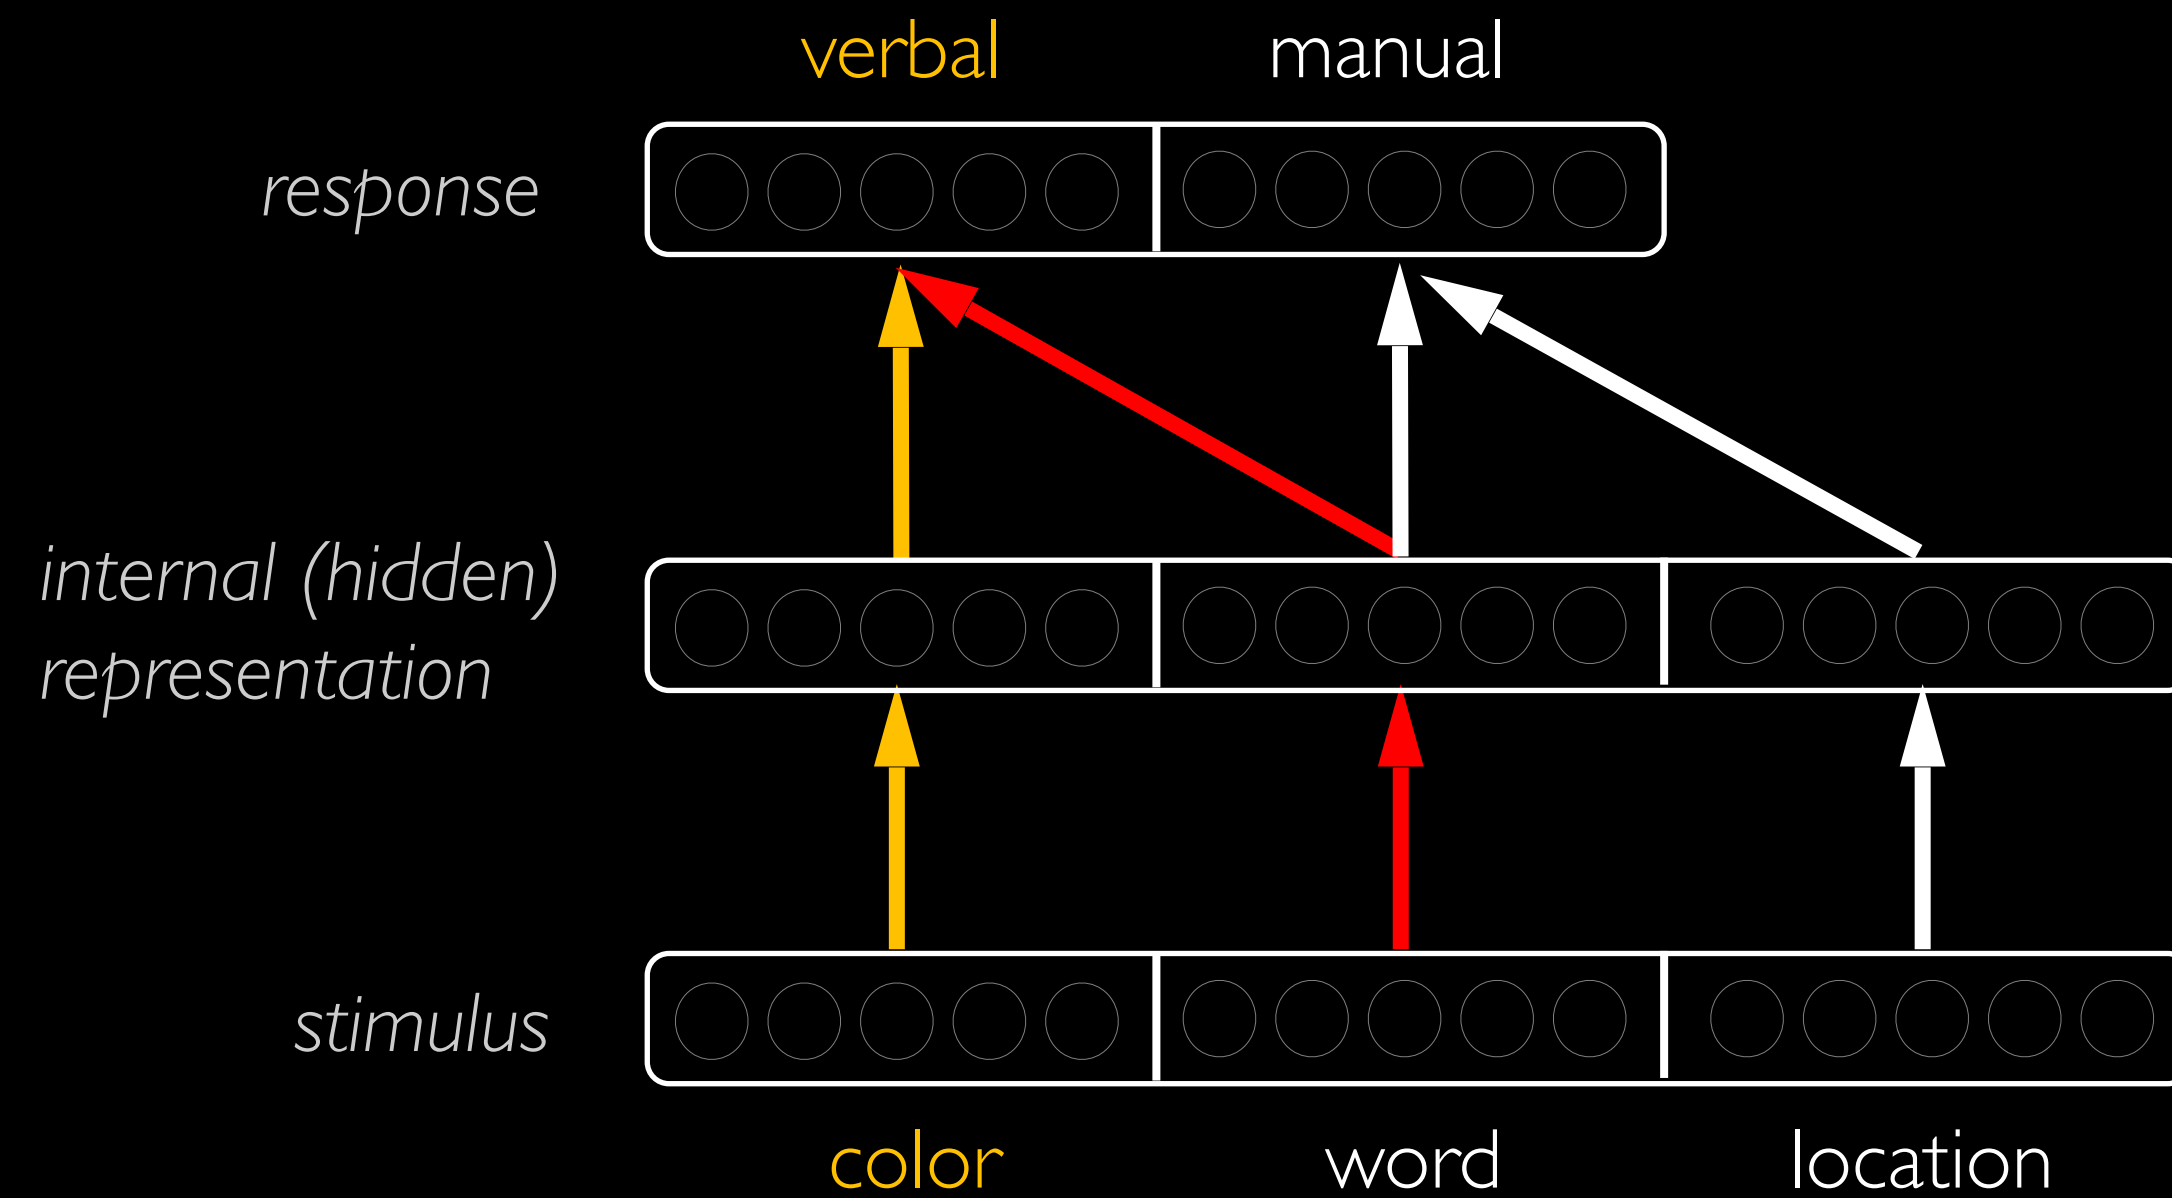 verbal manual
response
internal (hidden)
representation
stimulus
color word location